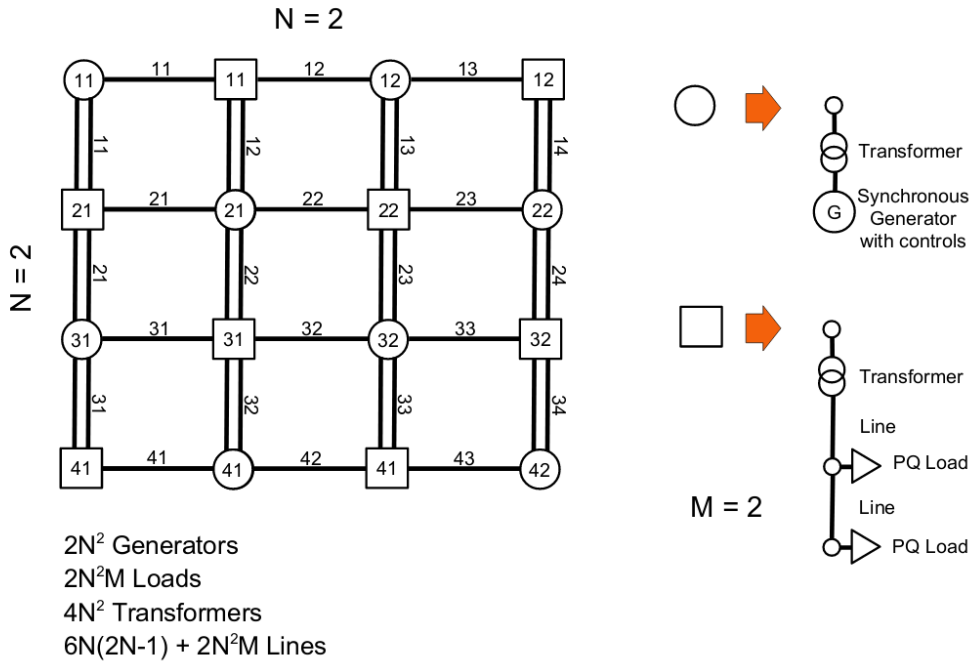 N = 2
N = 2
11 11 11 12 12 13 12
11 12 13 14
21 21 21 22 22 23 22
21 22 23 24
31 31 31 32 32 33 32
31 32 33 34
41 41 41 42 41 43 42
2N² Generators
2N²M Loads
4N² Transformers
6N(2N-1) + 2N²M Lines
Transformer
G
Synchronous
Generator
with controls
Transformer
Line
PQ Load
M = 2
Line
PQ Load